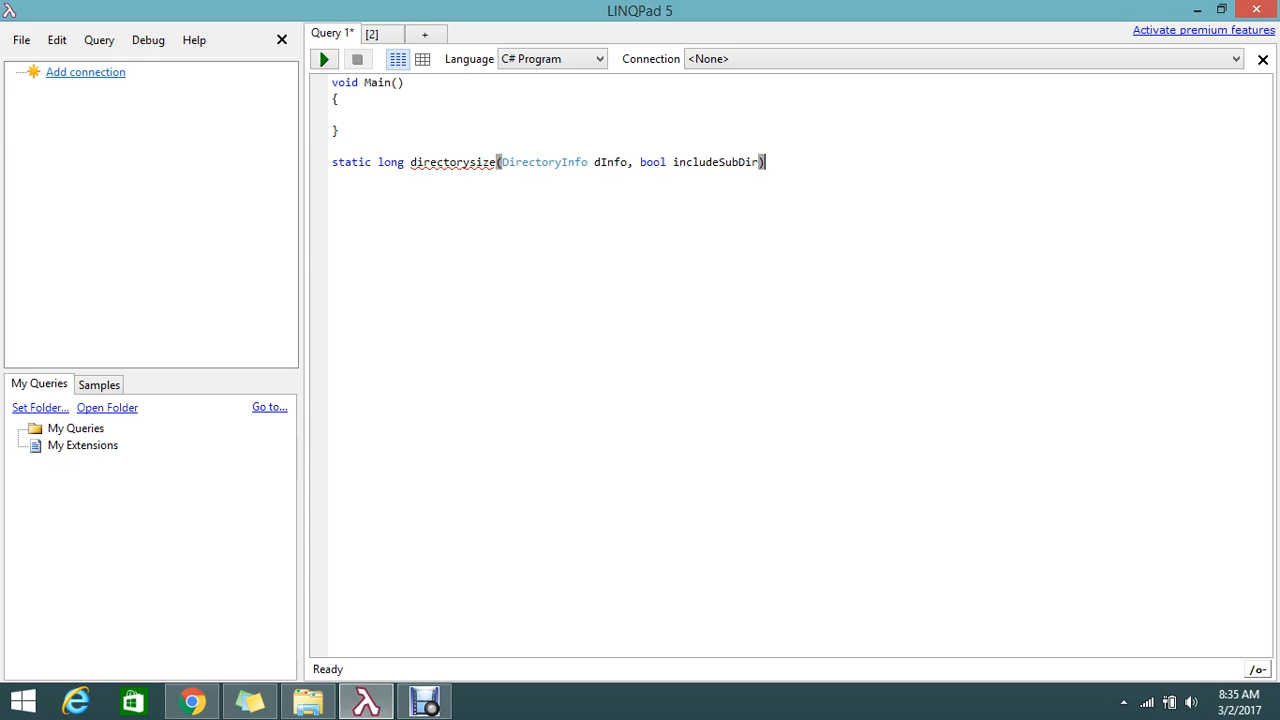 LINQPad 5
File Edit Query Debug Help
Add connection
My Queries Samples
Set Folder... Open Folder Go to...
My Queries
My Extensions
Query 1* [2] +
Activate premium features
Language C# Program Connection <None>
void Main()
{
}
static long directorysize(DirectoryInfo dInfo, bool includeSubDir)
Ready
/o-
8:35 AM
3/2/2017